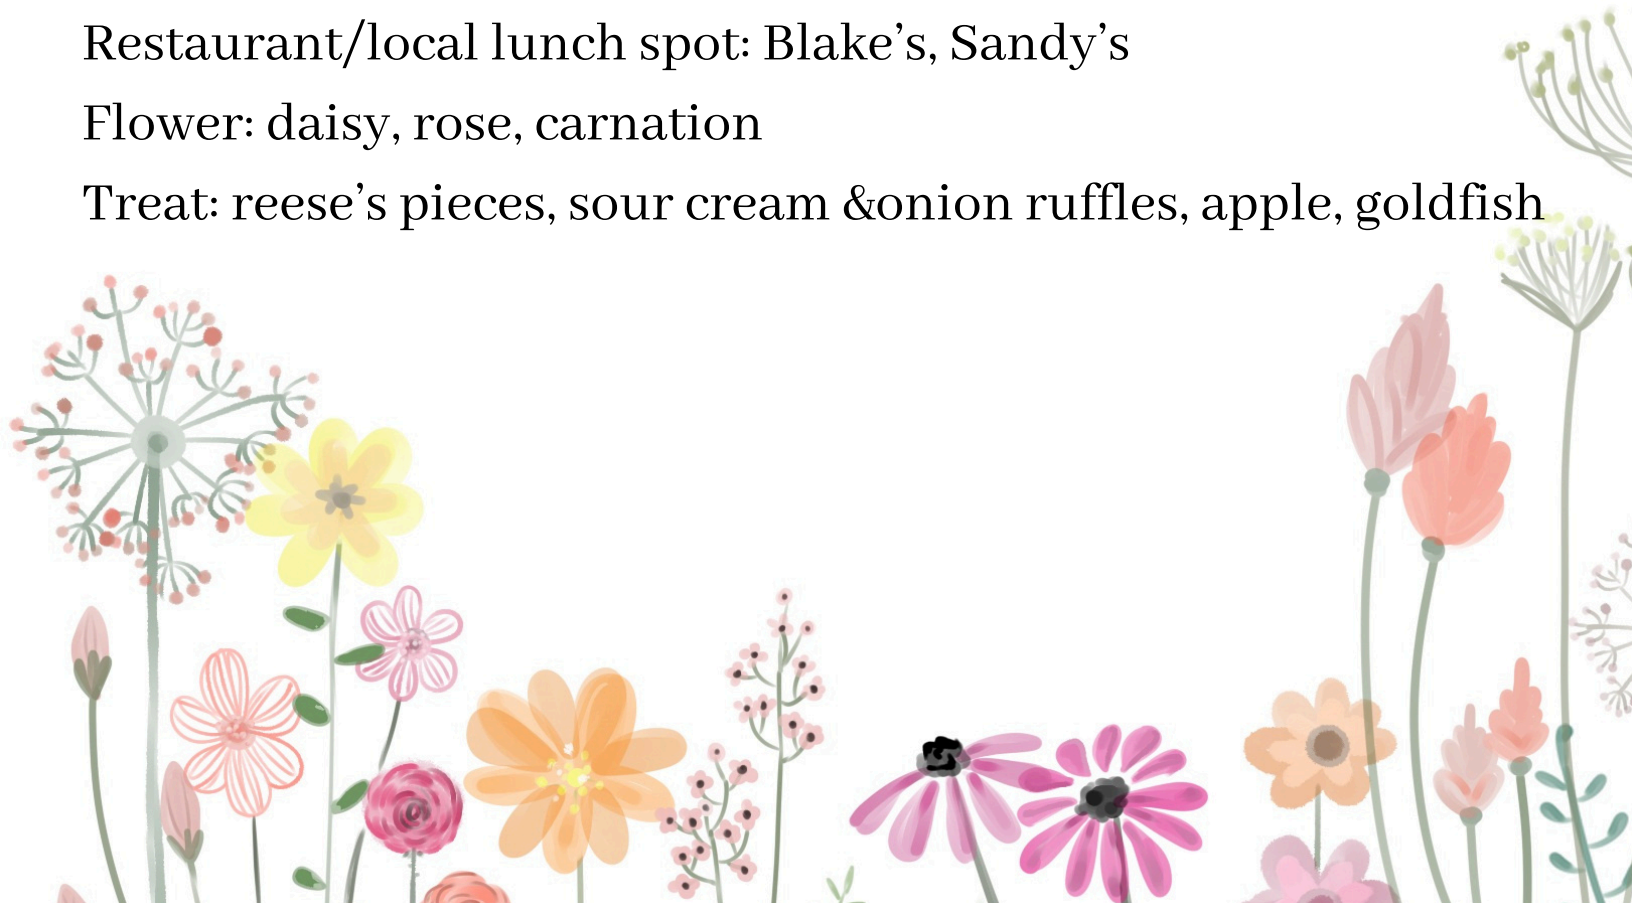 Restaurant/local lunch spot: Blake’s, Sandy’s
Flower: daisy, rose, carnation
Treat: reese’s pieces, sour cream &onion ruffles, apple, goldfish